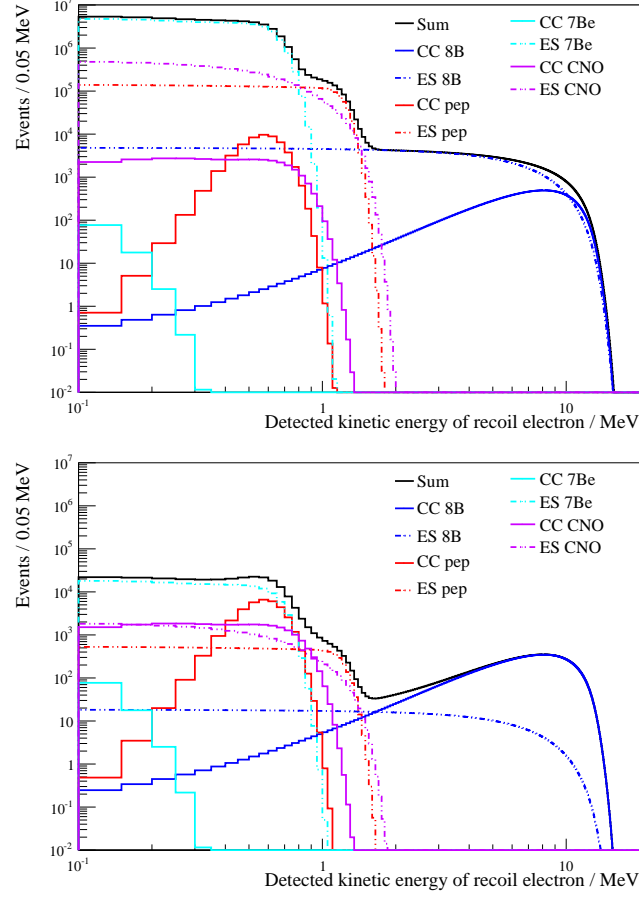 Events / 0.05 MeV
10⁷
10⁶
10⁵
10⁴
10³
10²
10
1
10⁻¹
10⁻²
Sum
CC 8B
ES 8B
CC pep
ES pep
CC 7Be
ES 7Be
CC CNO
ES CNO
10⁻¹ 1 10
Detected kinetic energy of recoil electron / MeV
Events / 0.05 MeV
10⁷
10⁶
10⁵
10⁴
10³
10²
10
1
10⁻¹
10⁻²
Sum
CC 8B
ES 8B
CC pep
ES pep
CC 7Be
ES 7Be
CC CNO
ES CNO
10⁻¹ 1 10
Detected kinetic energy of recoil electron / MeV